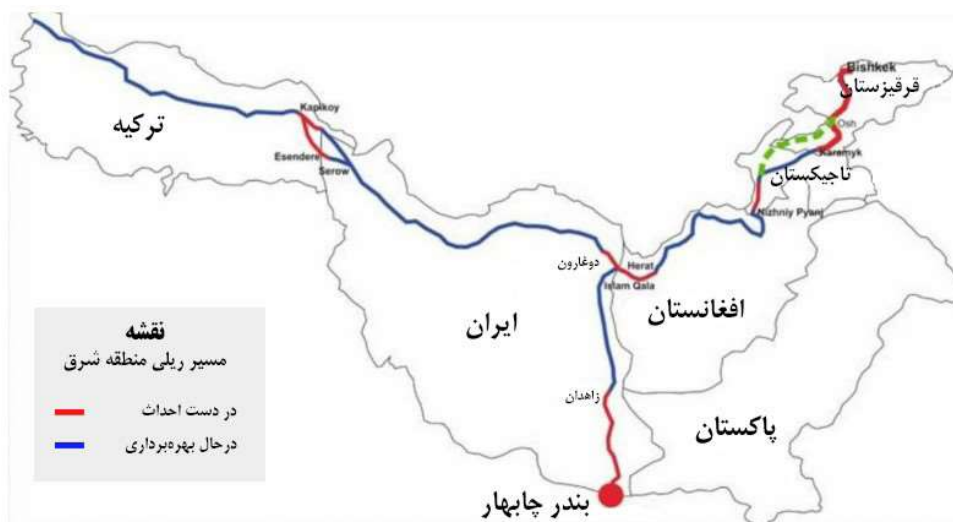 Bishkek
قرقیزستان
Osh
Karemyk
تاجیکستان
Nizhniy Pyanj
Kapikoy
ترکیه
Esendere
Serow
دوغارون
Herat
Islam Qala
افغانستان
ایران
نقشه
مسیر ریلی منطقه شرق
در دست احداث
درحال بهره‌برداری
زاهدان
پاکستان
بندر چابهار